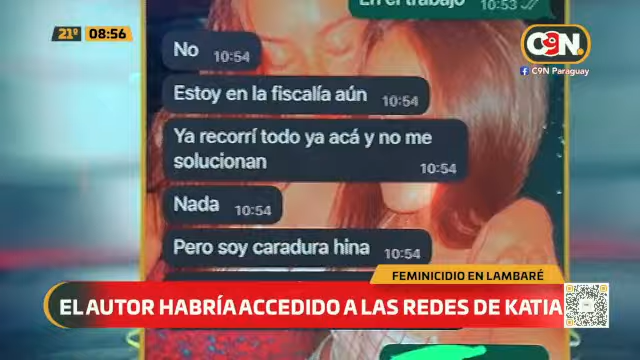 En el trabajo 10:53
21º 08:56
C9N.
C9N Paraguay
No 10:54
Estoy en la fiscalía aún 10:54
Ya recorrí todo ya acá y no me
solucionan 10:54
Nada 10:54
Pero soy caradura hina 10:54
FEMINICIDIO EN LAMBARÉ
EL AUTOR HABRÍA ACCEDIDO A LAS REDES DE KATIA